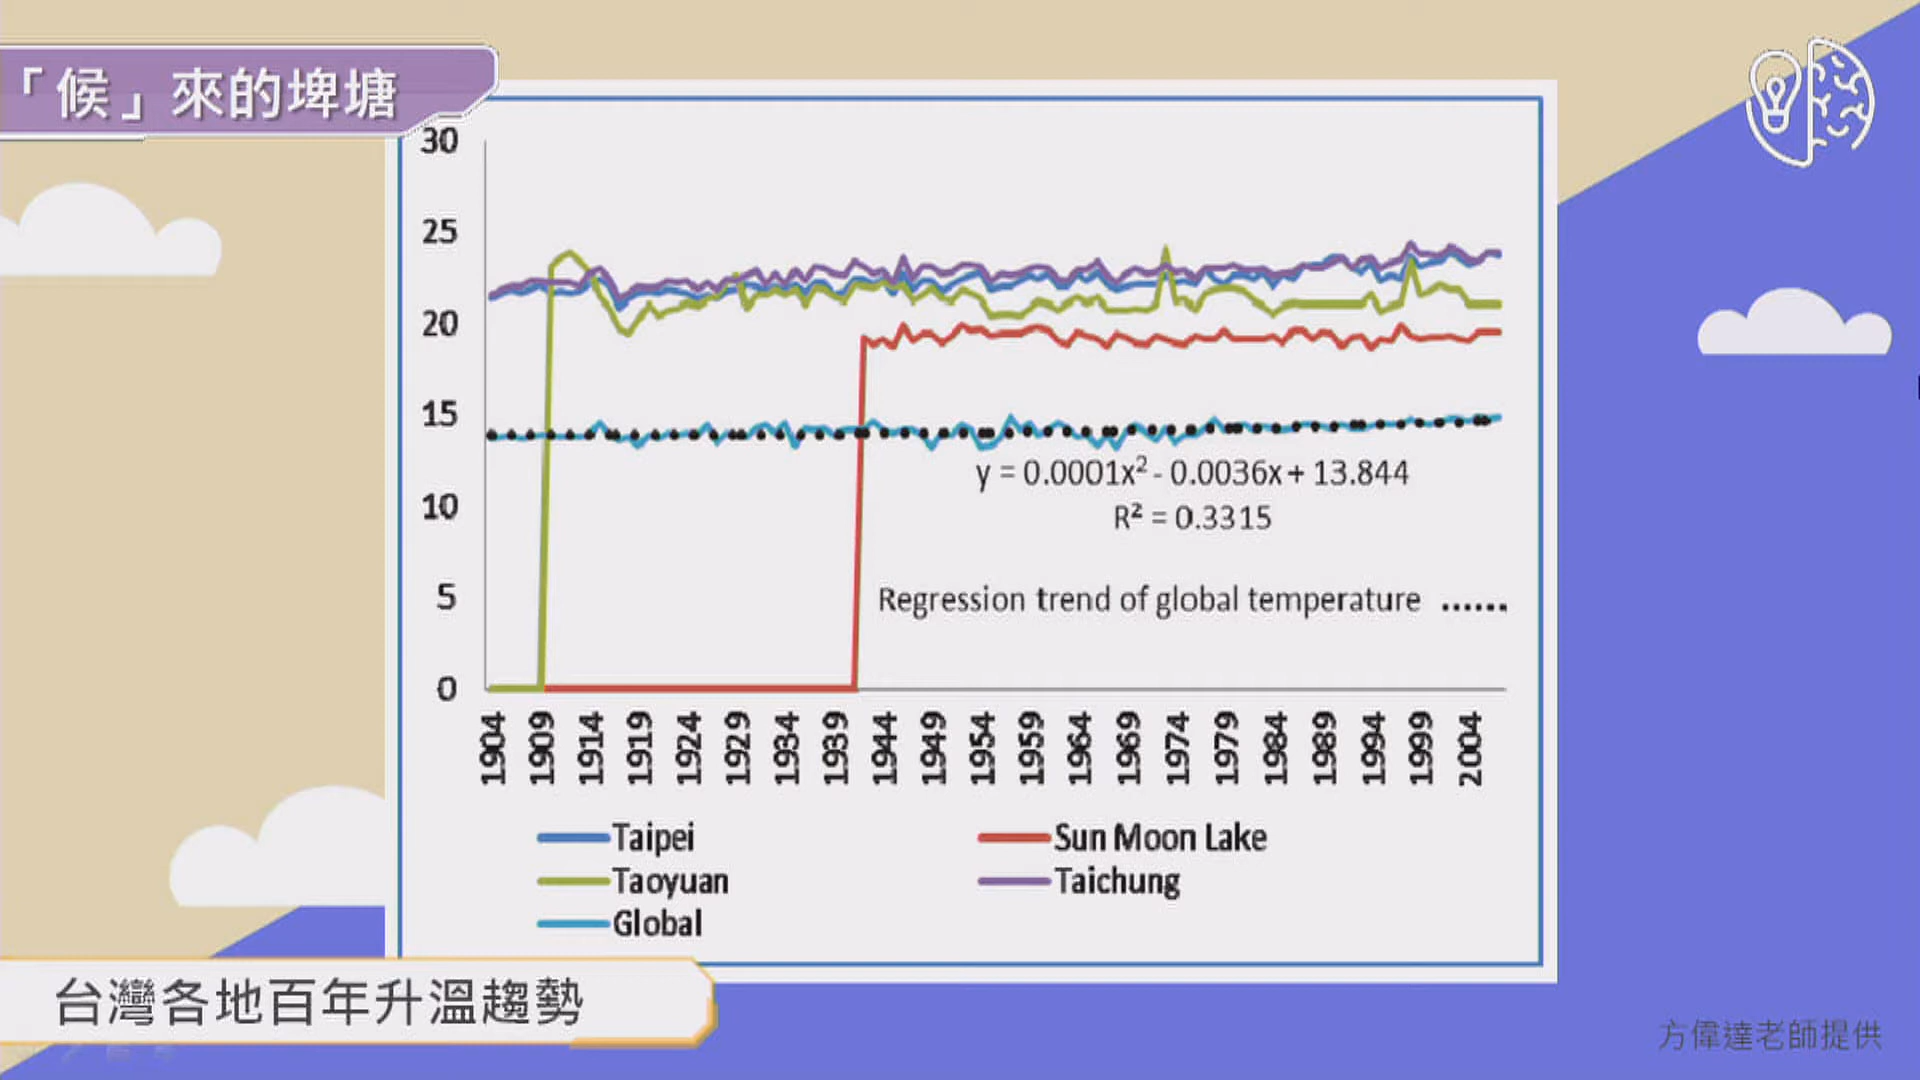 「候」來的埤塘
30
25
20
15
10
5
0
y = 0.0001x² - 0.0036x + 13.844
R² = 0.3315
Regression trend of global temperature ......
1904 1909 1914 1919 1924 1929 1934 1939 1944 1949 1954 1959 1964 1969 1974 1979 1984 1989 1994 1999 2004
Taipei Sun Moon Lake
Taoyuan Taichung
Global
台灣各地百年升溫趨勢
方偉達老師提供